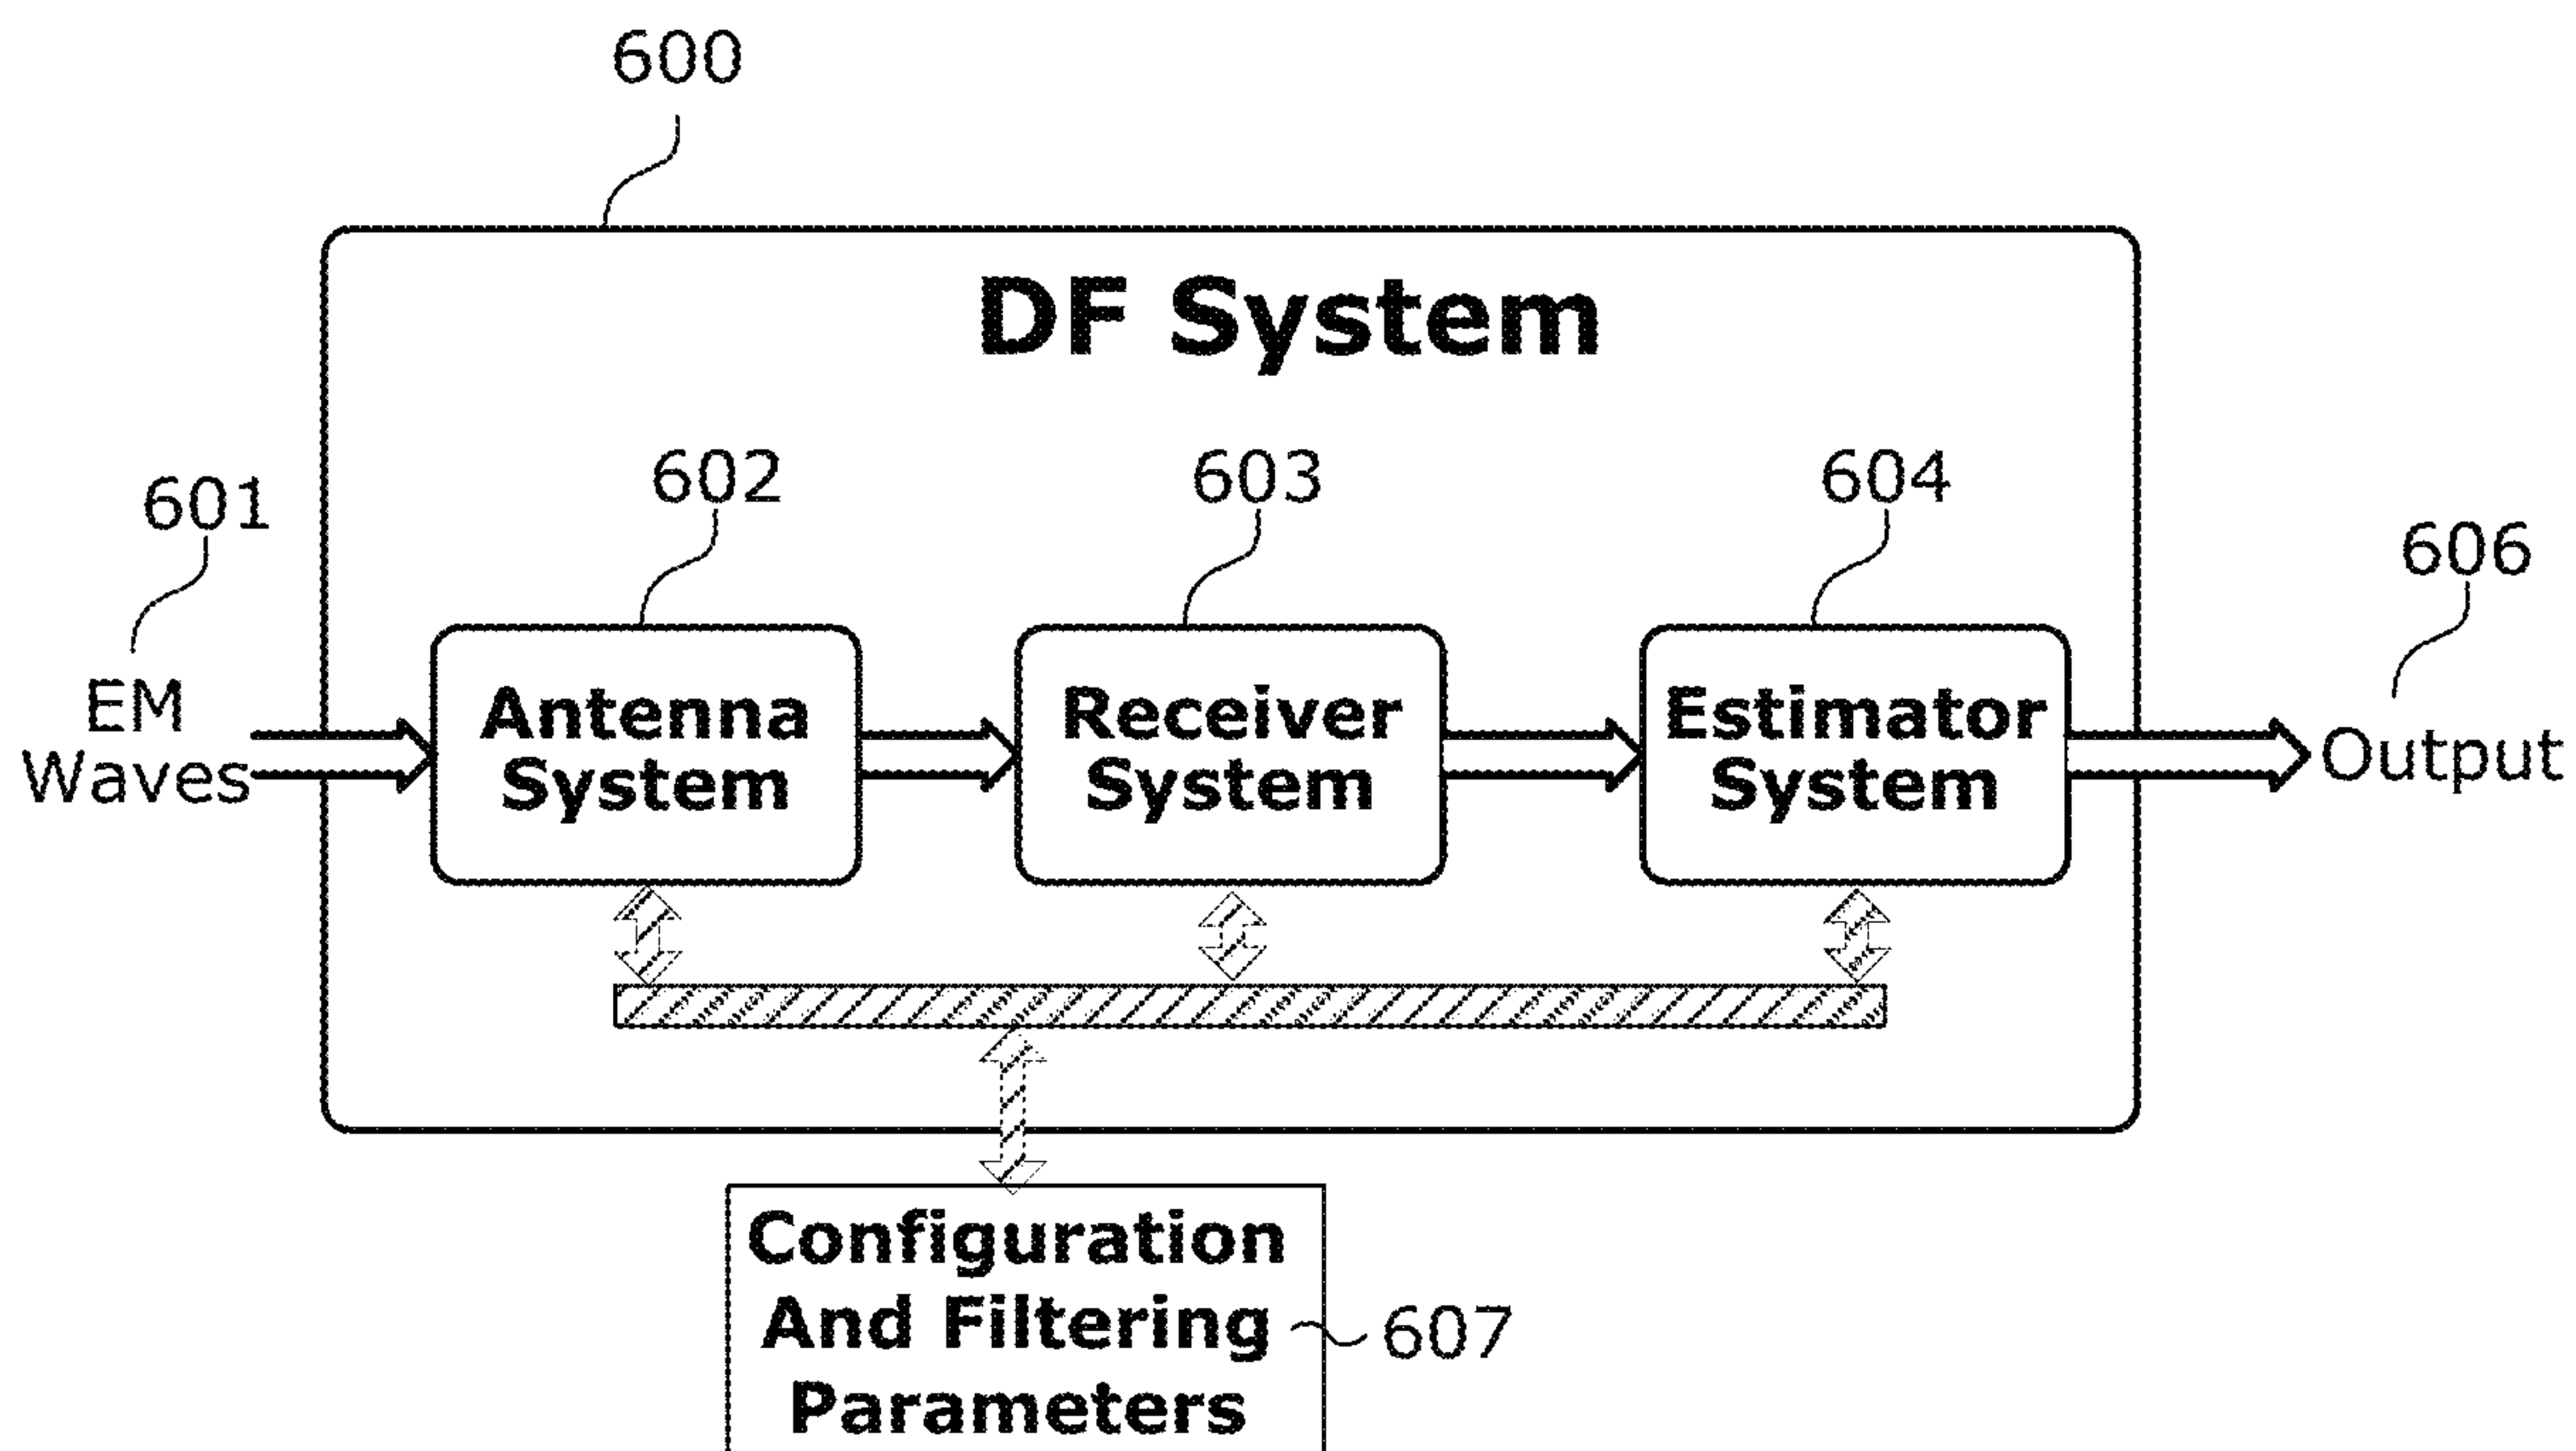 600
DF System
601
602
603
604
606
EM
Waves
Antenna
System
Receiver
System
Estimator
System
Output
Configuration
And Filtering
Parameters
607